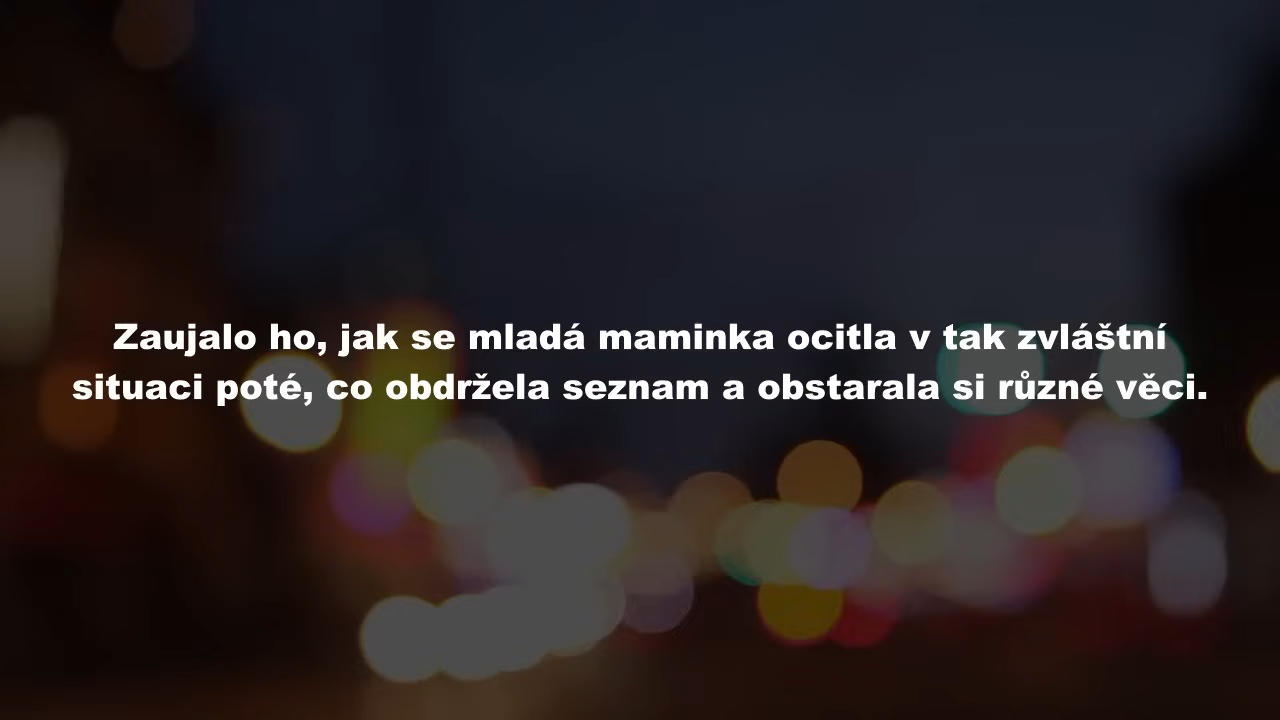 Zaujalo ho, jak se mladá maminka ocitla v tak zvláštní
situaci poté, co obdržela seznam a obstarala si různé věci.